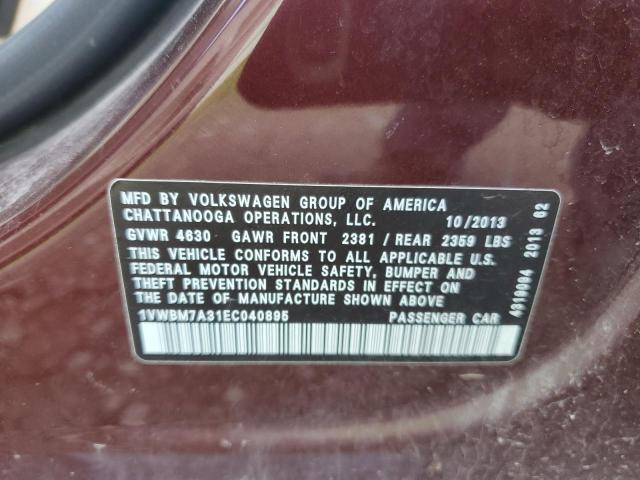 MFD BY VOLKSWAGEN GROUP OF AMERICA
CHATTANOOGA OPERATIONS, LLC. 10/2013
GVWR 4630 GAWR FRONT 2381 / REAR 2359 LBS
THIS VEHICLE CONFORMS TO ALL APPLICABLE U.S.
FEDERAL MOTOR VEHICLE SAFETY, BUMPER AND
THEFT PREVENTION STANDARDS IN EFFECT ON
THE DATE OF MANUFACTURE SHOWN ABOVE
1VWBM7A31EC040895 PASSENGER CAR
4319994 2013 62